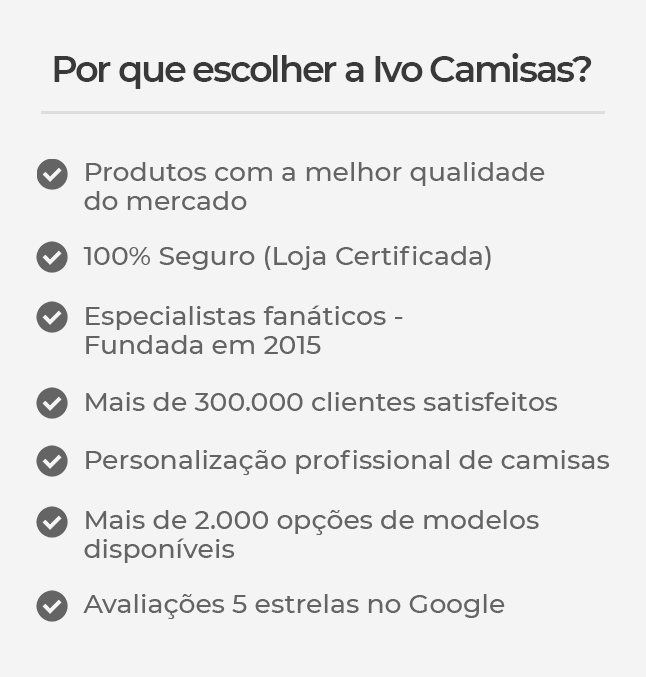 Por que escolher a Ivo Camisas?
Produtos com a melhor qualidade
do mercado
100% Seguro (Loja Certificada)
Especialistas fanáticos -
Fundada em 2015
Mais de 300.000 clientes satisfeitos
Personalização profissional de camisas
Mais de 2.000 opções de modelos
disponíveis
Avaliações 5 estrelas no Google